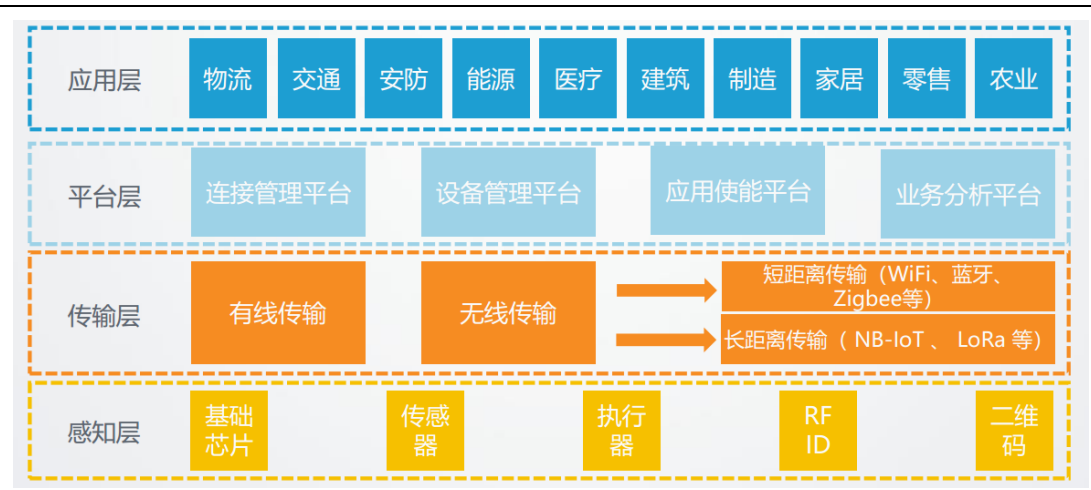 应用层
物流
交通
安防
能源
医疗
建筑
制造
家居
零售
农业
平台层
连接管理平台
设备管理平台
应用使能平台
业务分析平台
传输层
有线传输
无线传输
短距离传输（WiFi、蓝牙、
Zigbee等）
长距离传输（ NB-IoT 、 LoRa 等）
感知层
基础
芯片
传感
器
执行
器
RF
ID
二维
码